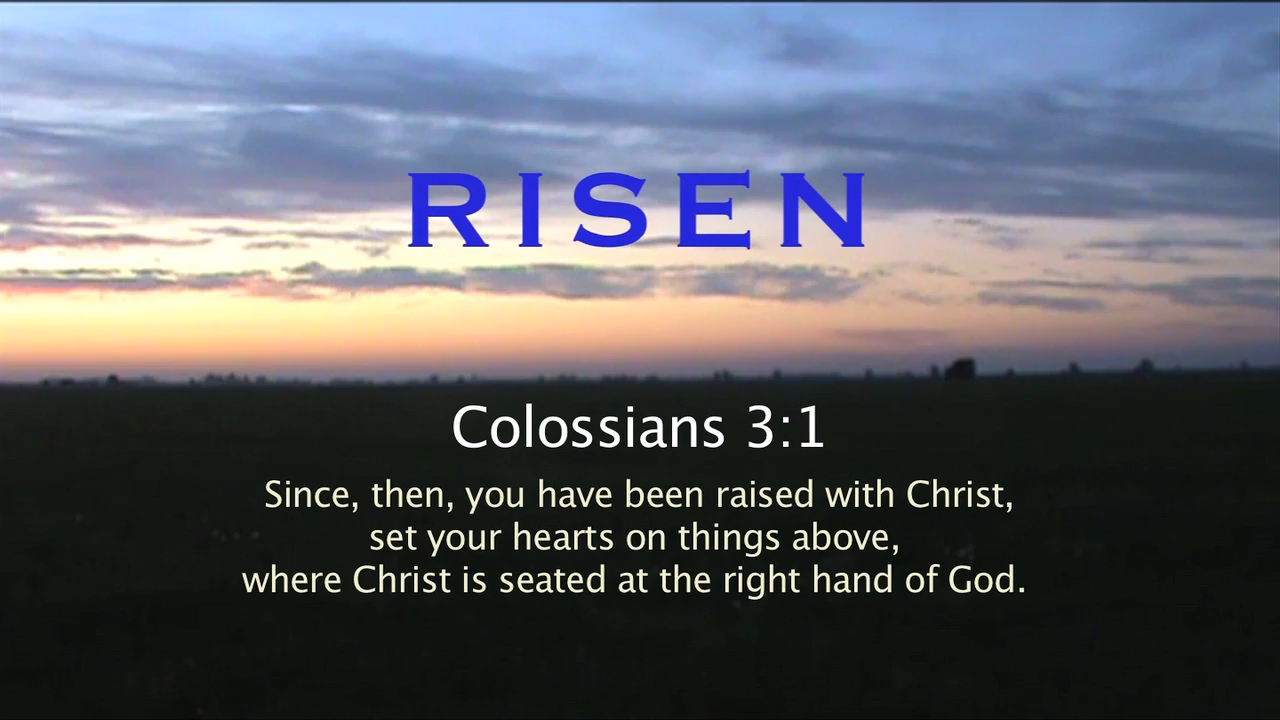 RISEN
Colossians 3:1
Since, then, you have been raised with Christ,
set your hearts on things above,
where Christ is seated at the right hand of God.